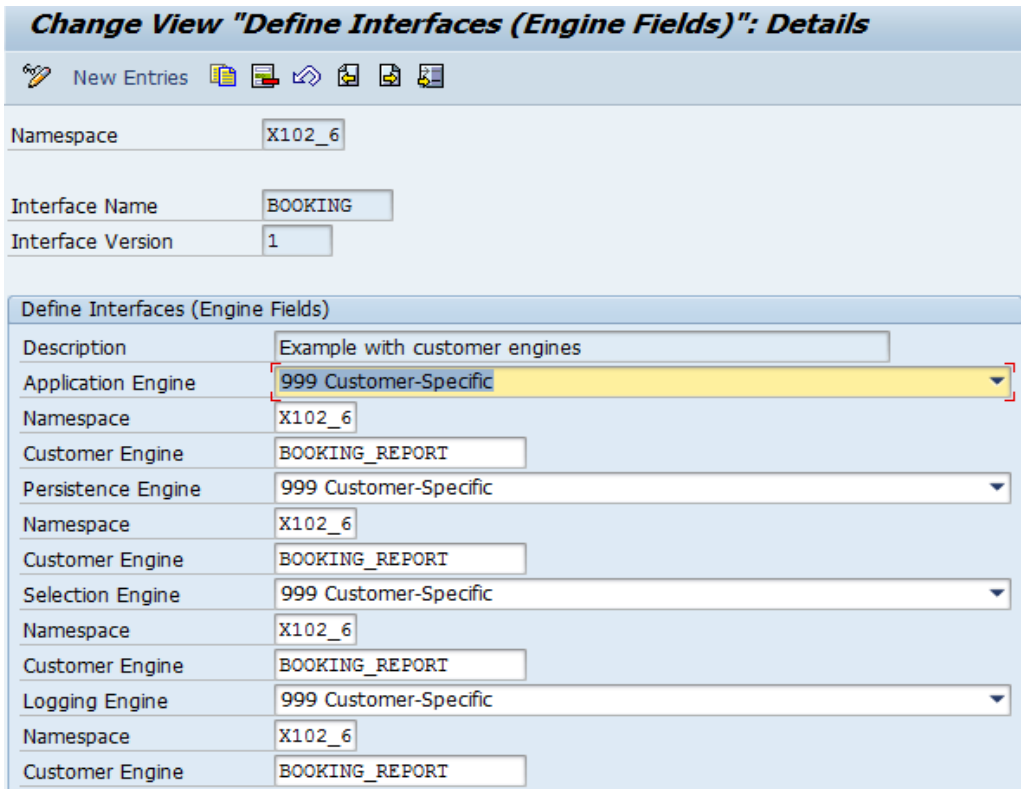 Change View "Define Interfaces (Engine Fields)": Details
New Entries
Namespace X102_6
Interface Name BOOKING
Interface Version 1
Define Interfaces (Engine Fields)
Description Example with customer engines
Application Engine 999 Customer-Specific
Namespace X102_6
Customer Engine BOOKING_REPORT
Persistence Engine 999 Customer-Specific
Namespace X102_6
Customer Engine BOOKING_REPORT
Selection Engine 999 Customer-Specific
Namespace X102_6
Customer Engine BOOKING_REPORT
Logging Engine 999 Customer-Specific
Namespace X102_6
Customer Engine BOOKING_REPORT